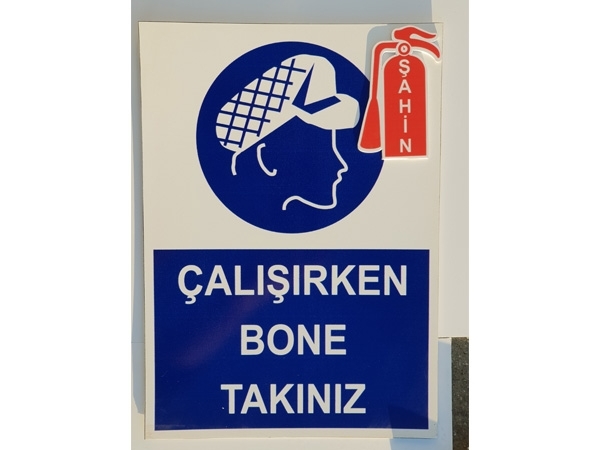 ŞAHİN
ÇALIŞIRKEN
BONE
TAKINIZ